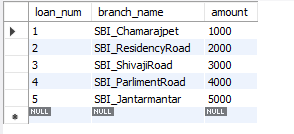 loan_num branch_name amount
1 SBI_Chamarajpet 1000
2 SBI_ResidencyRoad 2000
3 SBI_ShivajiRoad 3000
4 SBI_ParlimentRoad 4000
5 SBI_Jantarmantar 5000
NULL NULL NULL